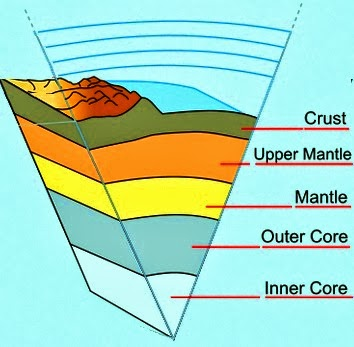 Crust
Upper Mantle
Mantle
Outer Core
Inner Core